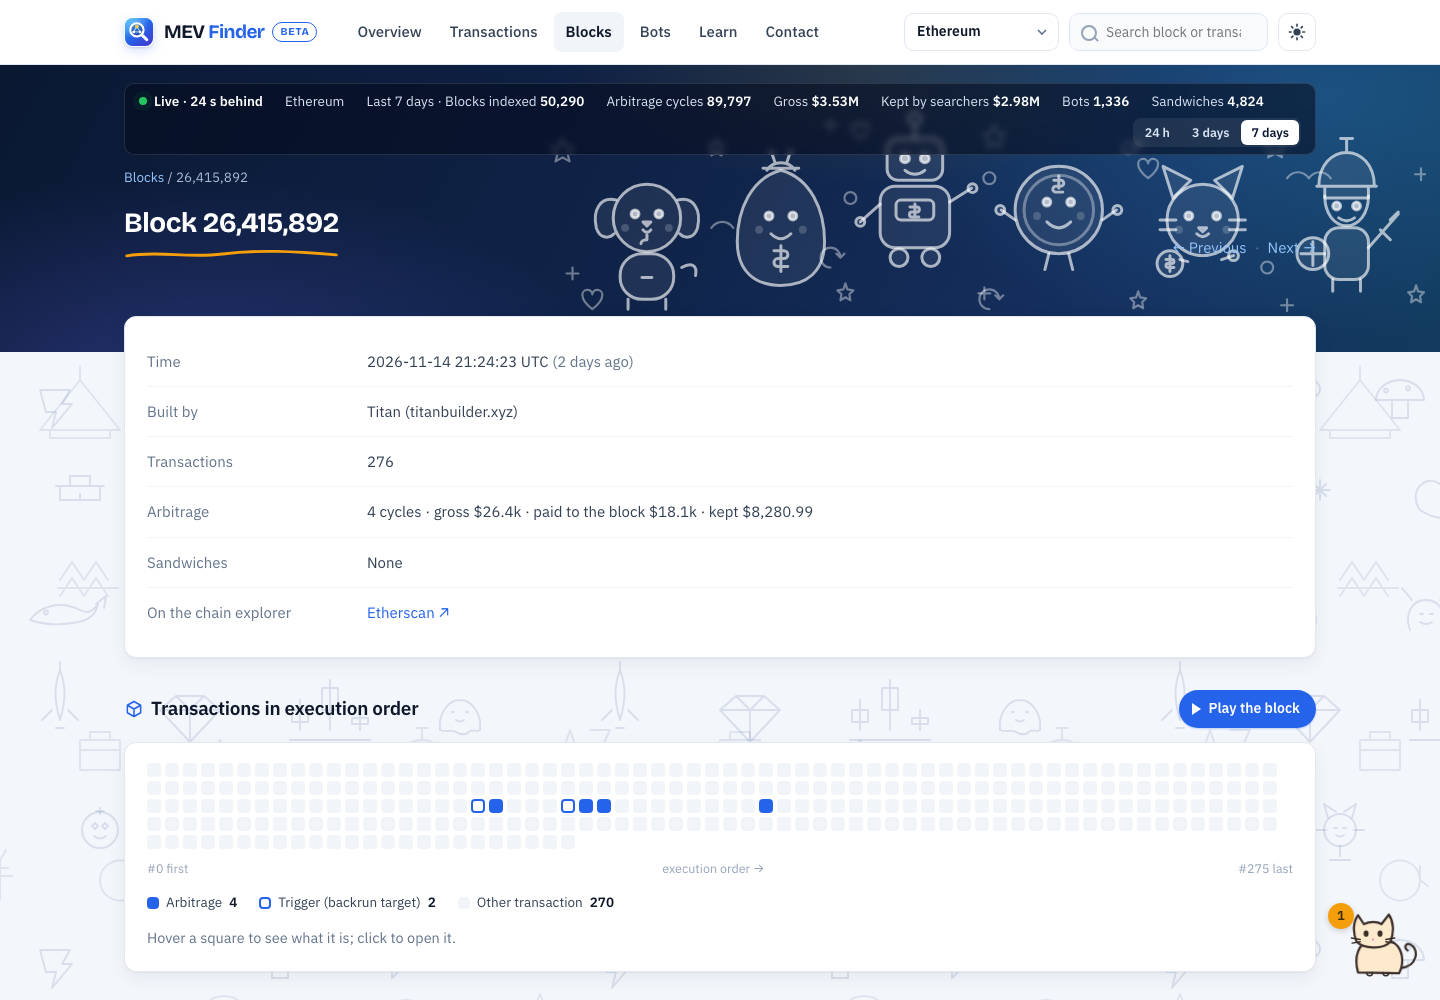 MEV Finder BETA Overview Transactions Blocks Bots Learn Contact Ethereum Search block or transa
Live · 24 s behind Ethereum Last 7 days · Blocks indexed 50,290 Arbitrage cycles 89,797 Gross $3.53M Kept by searchers $2.98M Bots 1,336 Sandwiches 4,824
24 h 3 days 7 days
Blocks / 26,415,892
Block 26,415,892
← Previous · Next →
Time 2026-11-14 21:24:23 UTC (2 days ago)
Built by Titan (titanbuilder.xyz)
Transactions 276
Arbitrage 4 cycles · gross $26.4k · paid to the block $18.1k · kept $8,280.99
Sandwiches None
On the chain explorer Etherscan ↗
Transactions in execution order Play the block
#0 first execution order → #275 last
Arbitrage 4 Trigger (backrun target) 2 Other transaction 270
1
Hover a square to see what it is; click to open it.